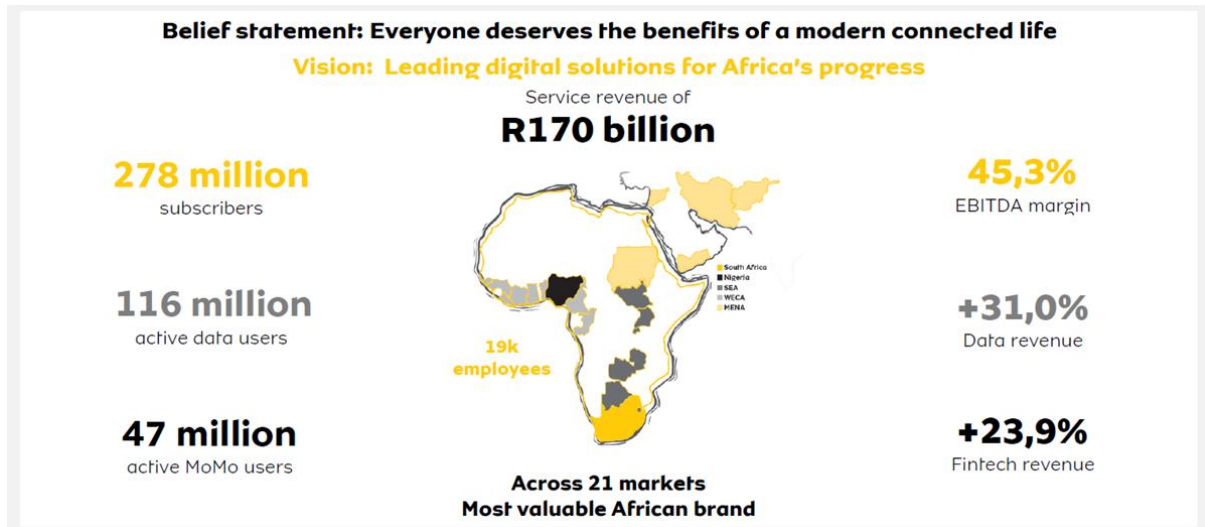 Belief statement: Everyone deserves the benefits of a modern connected life
Vision: Leading digital solutions for Africa's progress
Service revenue of
R170 billion
278 million
subscribers
116 million
active data users
47 million
active MoMo users
19k
employees
South Africa
Nigeria
SEA
WECA
MENA
45,3%
EBITDA margin
+31,0%
Data revenue
+23,9%
Fintech revenue
Across 21 markets
Most valuable African brand